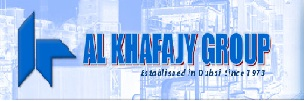 AL KHAFAJY GROUP
Established in Dubai Since 1973